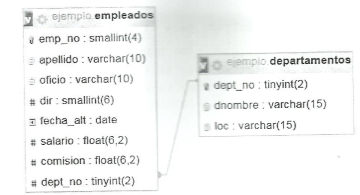 ejemplo.empleados
emp_no : smallint(4)
apellido : varchar(10)
oficio : varchar(10)
# dir : smallint(6)
fecha_alt : date
# salario : float(6,2)
# comision : float(6,2)
# dept_no : tinyint(2)
ejemplo.departamentos
dept_no : tinyint(2)
dnombre : varchar(15)
loc : varchar(15)